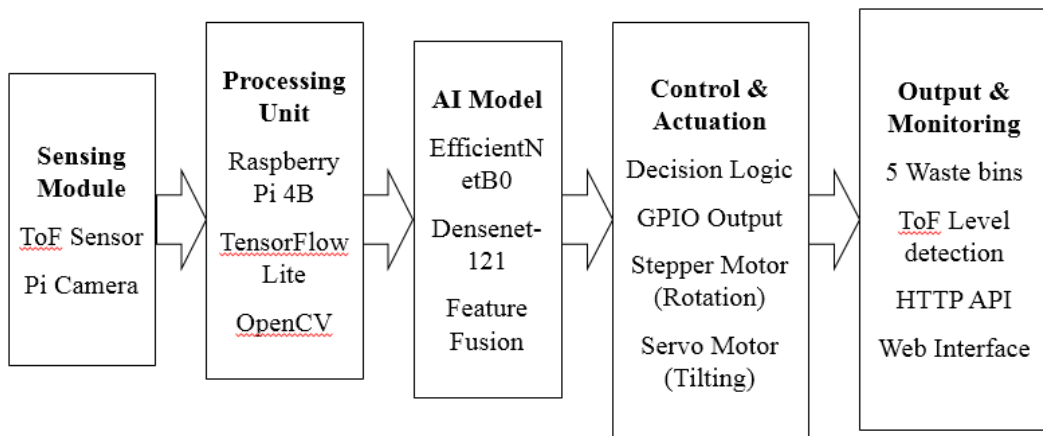 Sensing
Module
ToF Sensor
Pi Camera
Processing
Unit
Raspberry
Pi 4B
TensorFlow
Lite
OpenCV
AI Model
EfficientN
etB0
Densenet-
121
Feature
Fusion
Control &
Actuation
Decision Logic
GPIO Output
Stepper Motor
(Rotation)
Servo Motor
(Tilting)
Output &
Monitoring
5 Waste bins
ToF Level
detection
HTTP API
Web Interface